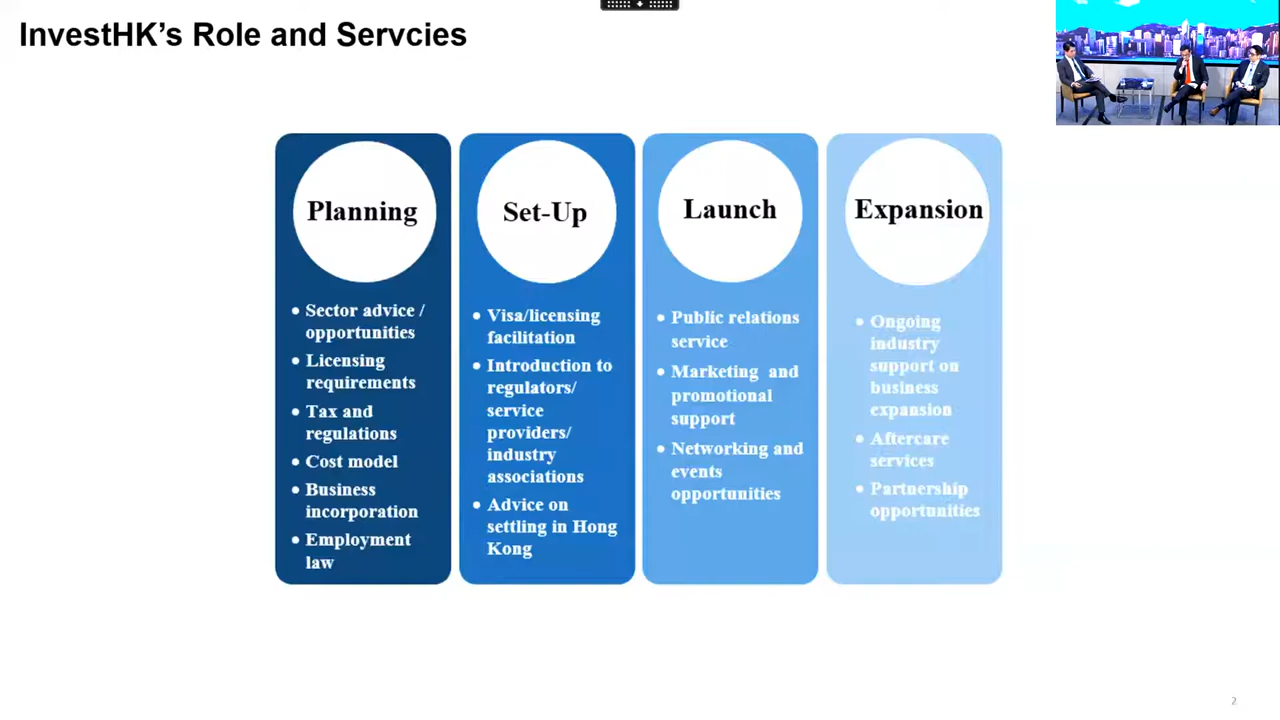 InvestHK’s Role and Servcies
Planning
• Sector advice /
opportunities
• Licensing
requirements
• Tax and
regulations
• Cost model
• Business
incorporation
• Employment
law
Set-Up
• Visa/licensing
facilitation
• Introduction to
regulators/
service
providers/
industry
associations
• Advice on
settling in Hong
Kong
Launch
• Public relations
service
• Marketing and
promotional
support
• Networking and
events
opportunities
Expansion
• Ongoing
industry
support on
business
expansion
• Aftercare
services
• Partnership
opportunities
2